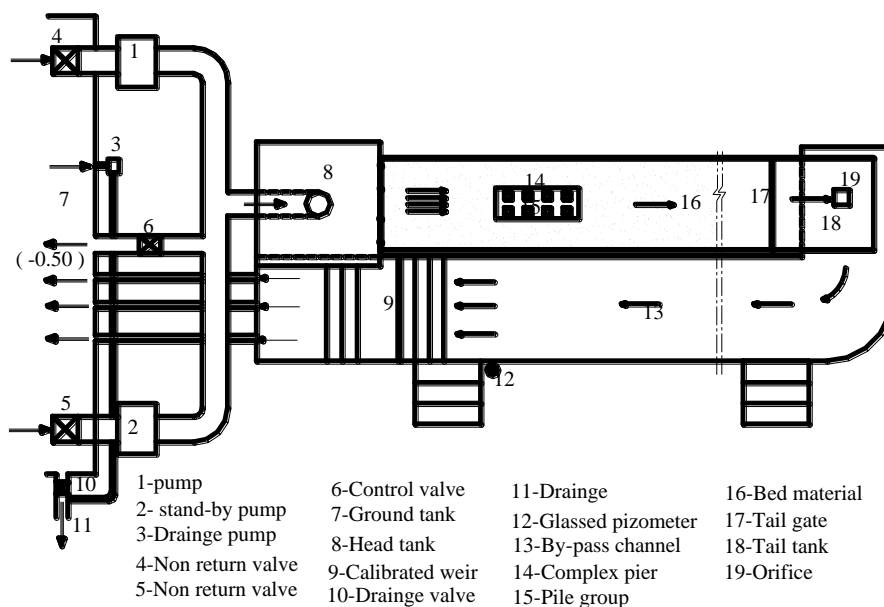 4
1
3
8
14
19
7
5
16
17
18
6
( -0.50 )
9
13
12
5
2
10
11
1-pump
2- stand-by pump
3-Drainge pump
4-Non return valve
5-Non return valve
6-Control valve
7-Ground tank
8-Head tank
9-Calibrated weir
10-Drainge valve
11-Drainge
12-Glassed pizometer
13-By-pass channel
14-Complex pier
15-Pile group
16-Bed material
17-Tail gate
18-Tail tank
19-Orifice